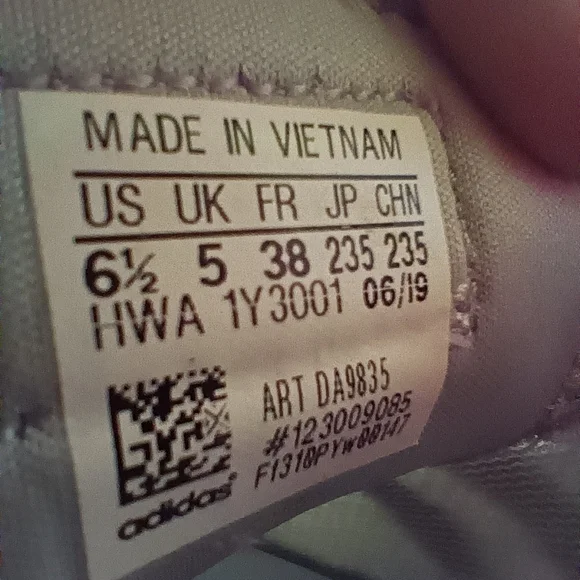 MADE IN VIETNAM
US UK FR JP CHN
6½ 5 38 235 235
HWA 1Y3001 06/19
ART DA9835
#123009085
F1310PYW00147
adidas